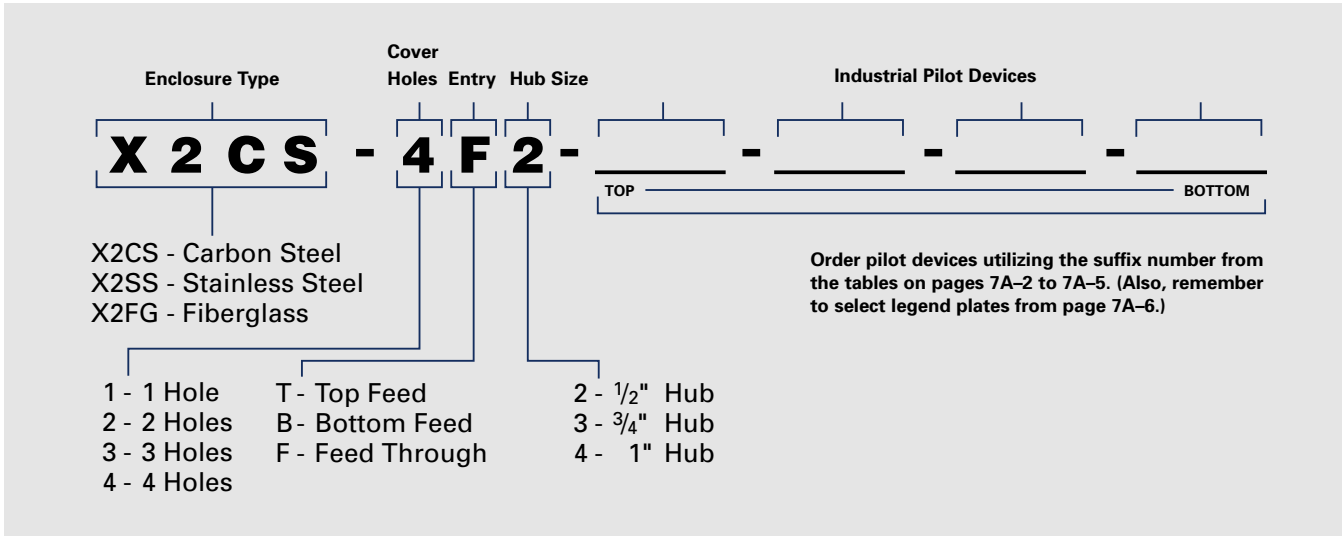 Cover
Enclosure Type Holes Entry Hub Size Industrial Pilot Devices
X 2 C S - 4 F 2 - - - -
TOP BOTTOM
X2CS - Carbon Steel
X2SS - Stainless Steel
X2FG - Fiberglass
Order pilot devices utilizing the suffix number from
the tables on pages 7A–2 to 7A–5. (Also, remember
to select legend plates from page 7A–6.)
1 - 1 Hole
2 - 2 Holes
3 - 3 Holes
4 - 4 Holes
T - Top Feed
B - Bottom Feed
F - Feed Through
2 - 1/2" Hub
3 - 3/4" Hub
4 - 1" Hub